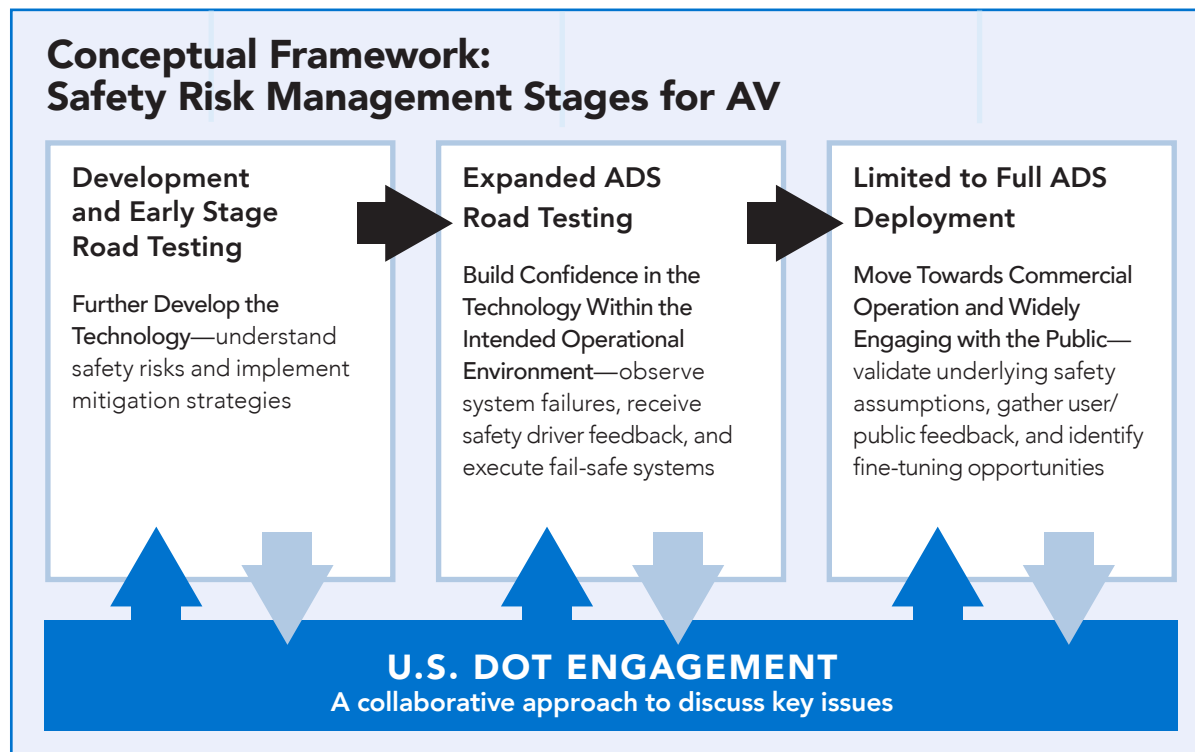 Conceptual Framework:
Safety Risk Management Stages for AV
Development
and Early Stage
Road Testing
Further Develop the
Technology—understand
safety risks and implement
mitigation strategies
Expanded ADS
Road Testing
Build Confidence in the
Technology Within the
Intended Operational
Environment—observe
system failures, receive
safety driver feedback, and
execute fail-safe systems
Limited to Full ADS
Deployment
Move Towards Commercial
Operation and Widely
Engaging with the Public—
validate underlying safety
assumptions, gather user/
public feedback, and identify
fine-tuning opportunities
U.S. DOT ENGAGEMENT
A collaborative approach to discuss key issues